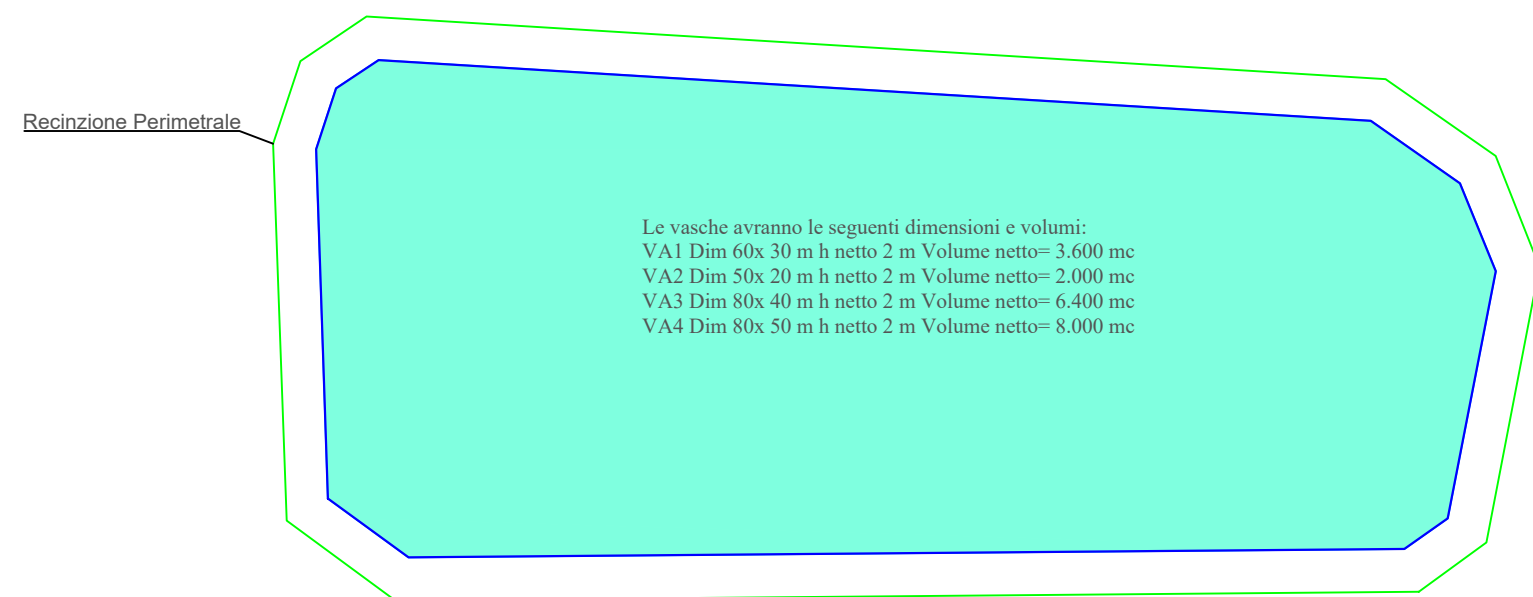 Recinzione Perimetrale
Le vasche avranno le seguenti dimensioni e volumi:
VA1 Dim 60x 30 m h netto 2 m Volume netto= 3.600 mc
VA2 Dim 50x 20 m h netto 2 m Volume netto= 2.000 mc
VA3 Dim 80x 40 m h netto 2 m Volume netto= 6.400 mc
VA4 Dim 80x 50 m h netto 2 m Volume netto= 8.000 mc